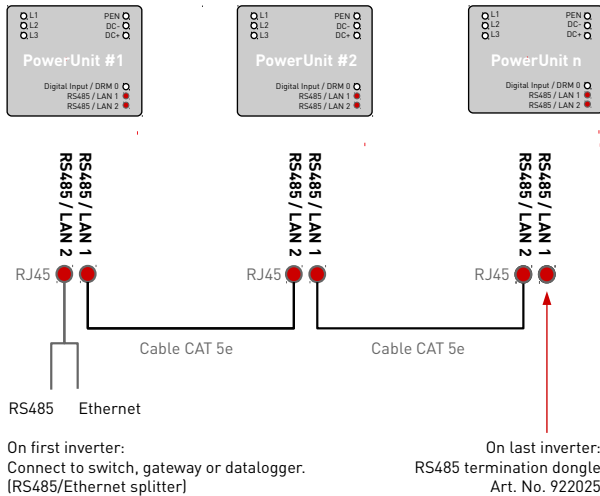 L1 PEN
L2 DC-
L3 DC+
PowerUnit #1
Digital Input / DRM 0
RS485 / LAN 1
RS485 / LAN 2
L1 PEN
L2 DC-
L3 DC+
PowerUnit #2
Digital Input / DRM 0
RS485 / LAN 1
RS485 / LAN 2
L1 PEN
L2 DC-
L3 DC+
PowerUnit n
Digital Input / DRM 0
RS485 / LAN 1
RS485 / LAN 2
RS485 / LAN 2
RS485 / LAN 1
RS485 / LAN 2
RS485 / LAN 1
RS485 / LAN 2
RS485 / LAN 1
RJ45
RJ45
RJ45
Cable CAT 5e
Cable CAT 5e
RS485 Ethernet
On first inverter:
Connect to switch, gateway or datalogger.
(RS485/Ethernet splitter)
On last inverter:
RS485 termination dongle
Art. No. 922025